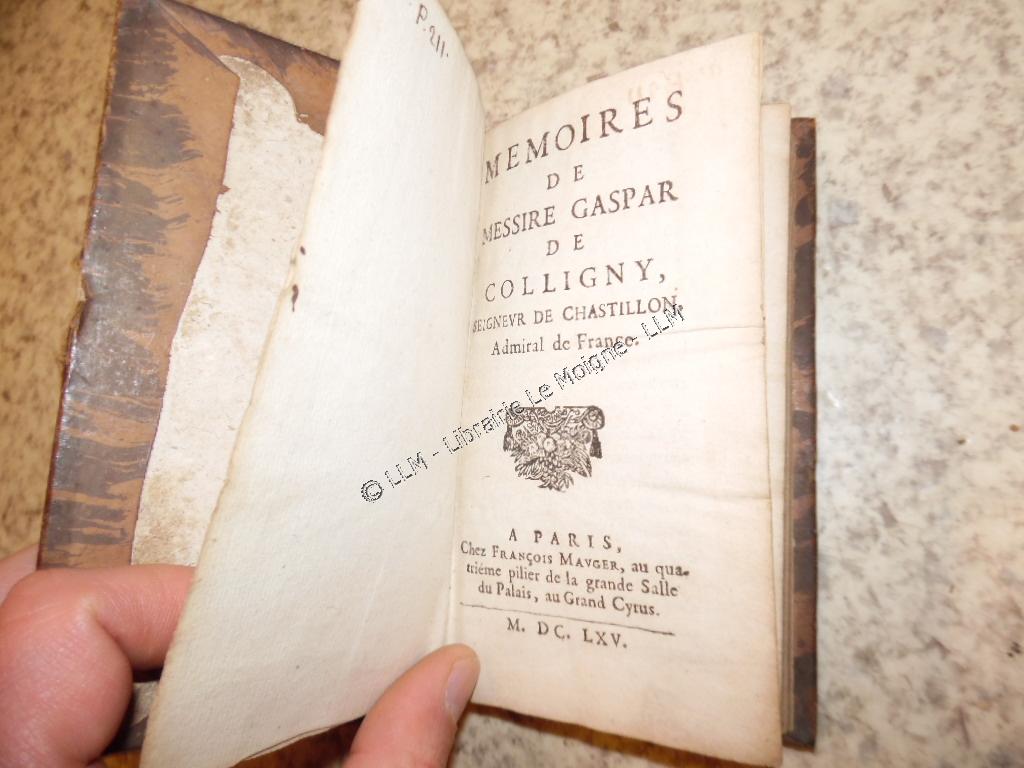 P. 211.
MEMOIRES
DE
MESSIRE GASPAR
DE
COLLIGNY,
SEIGNEVR DE CHASTILLON,
Admiral de France.
© LLM - Librairie Le Moigne - LLM
A PARIS,
Chez FRANÇOIS MAVGER, au qua-
triéme pilier de la grande Salle
du Palais, au Grand Cyrus.
M. DC. LXV.